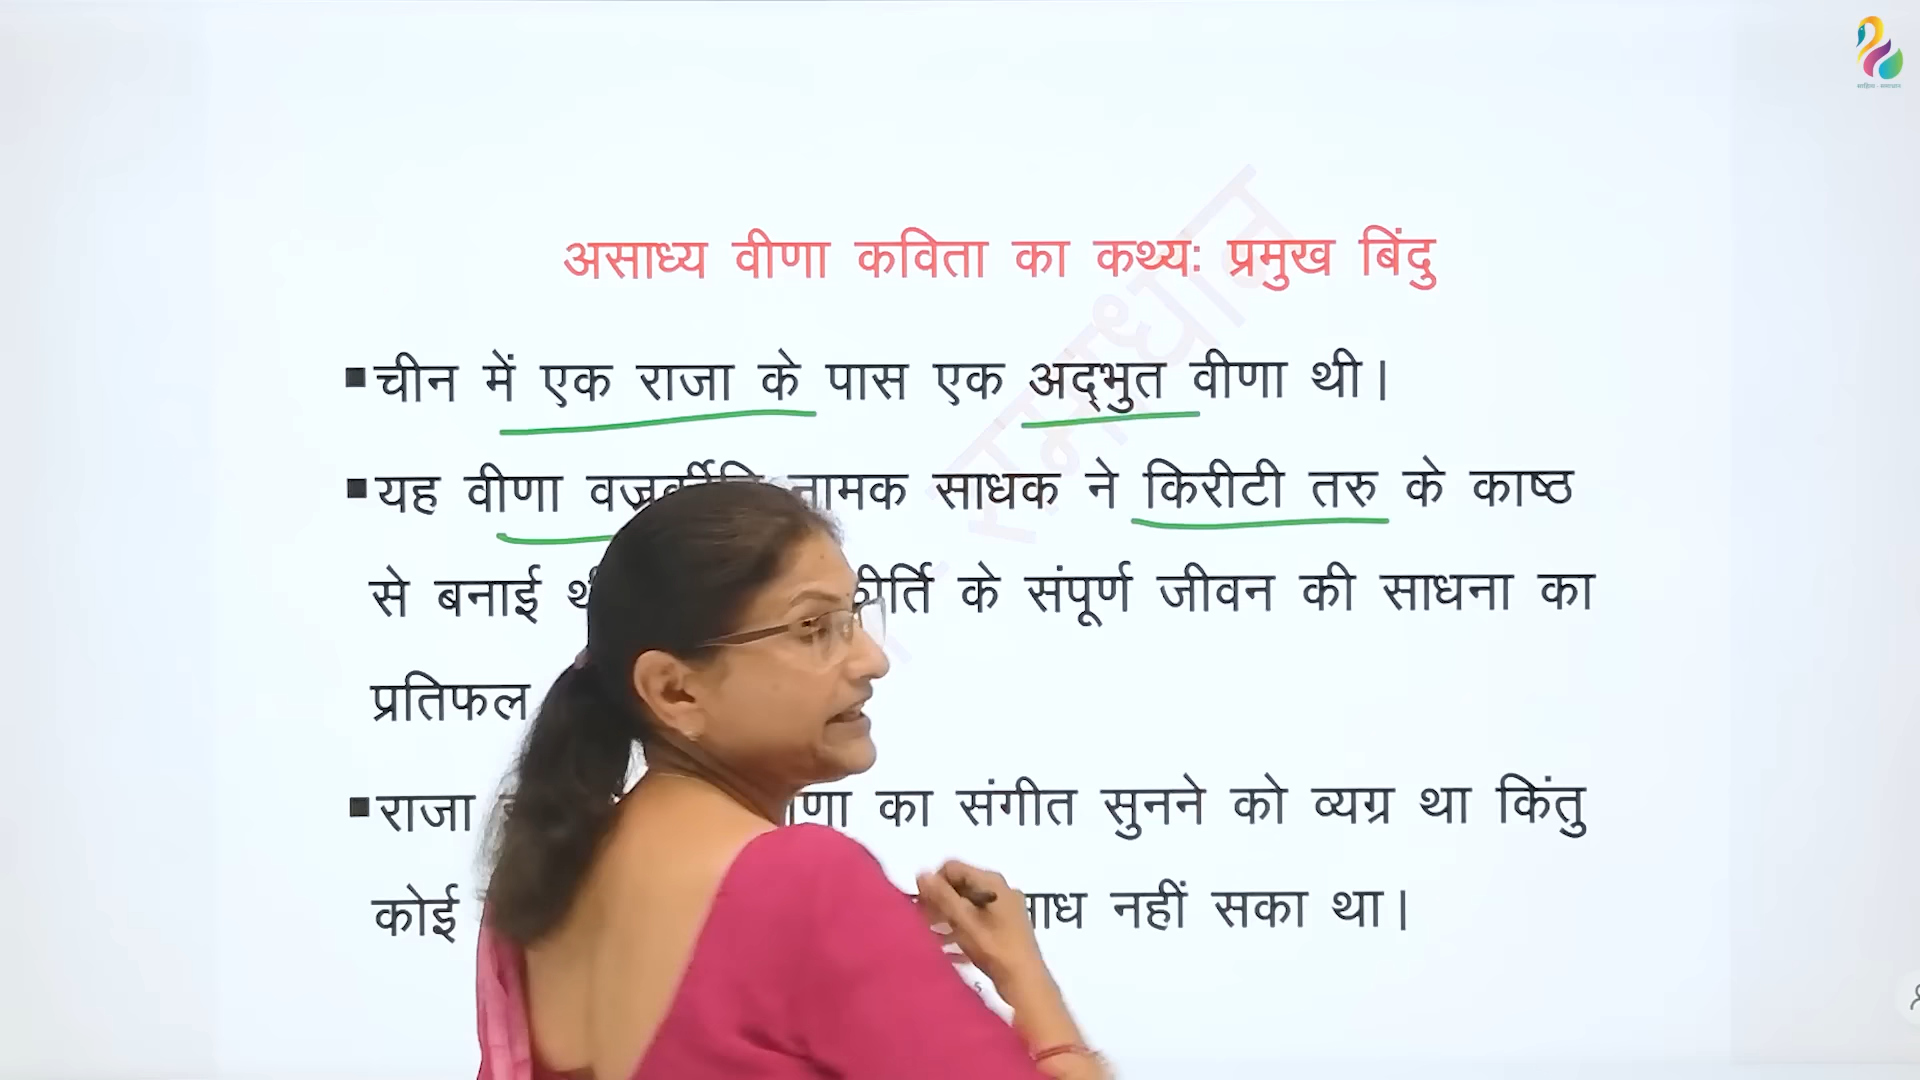 असाध्य वीणा कविता का कथ्यः प्रमुख बिंदु
चीन में एक राजा के पास एक अद्‌भुत वीणा थी।
यह वीणा नामक साधक ने किरीटी तरु के काष्ठ
से बनाई के संपूर्ण जीवन की साधना का
प्रतिफल
राजा का संगीत सुनने को व्यग्र था किंतु
कोई नहीं सका था।
समाधान